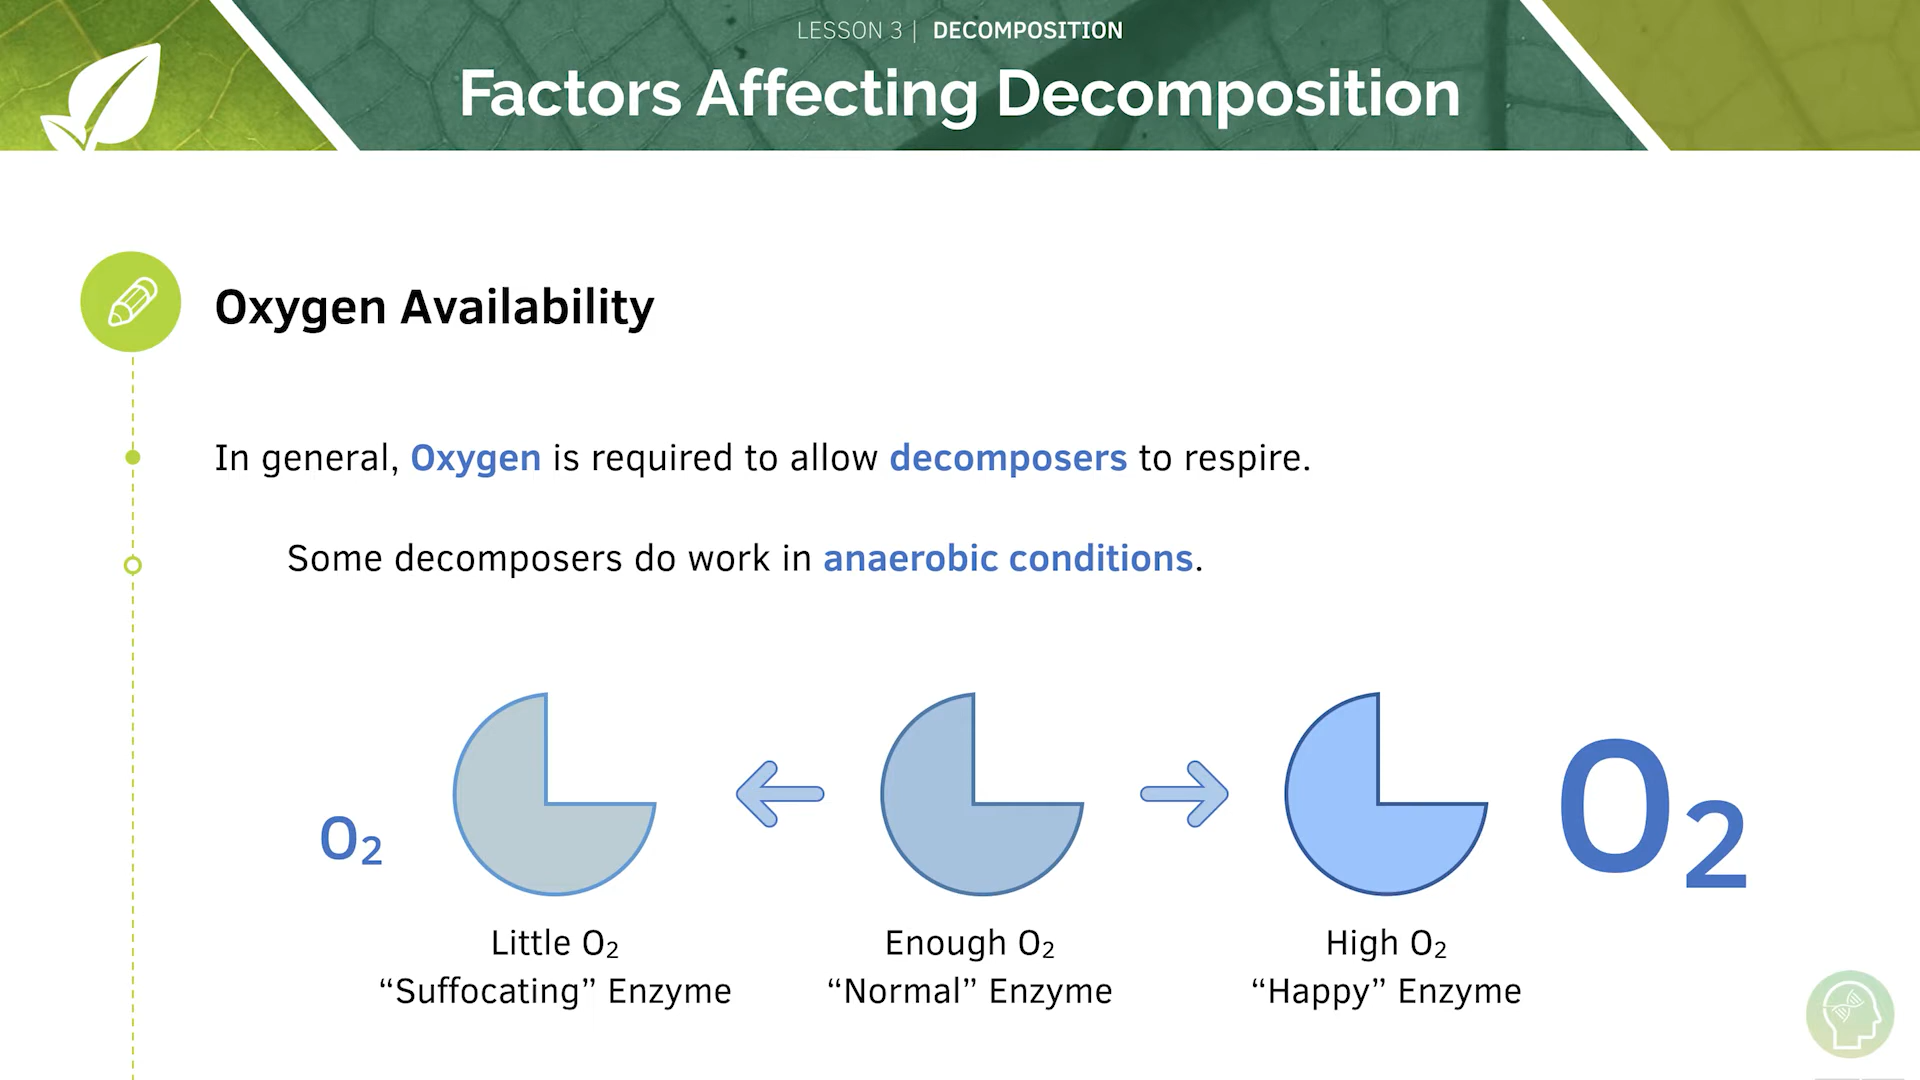 LESSON 3 | DECOMPOSITION
Factors Affecting Decomposition
Oxygen Availability
In general, Oxygen is required to allow decomposers to respire.
Some decomposers do work in anaerobic conditions.
O₂
O₂
Little O₂
“Suffocating” Enzyme
Enough O₂
“Normal” Enzyme
High O₂
“Happy” Enzyme